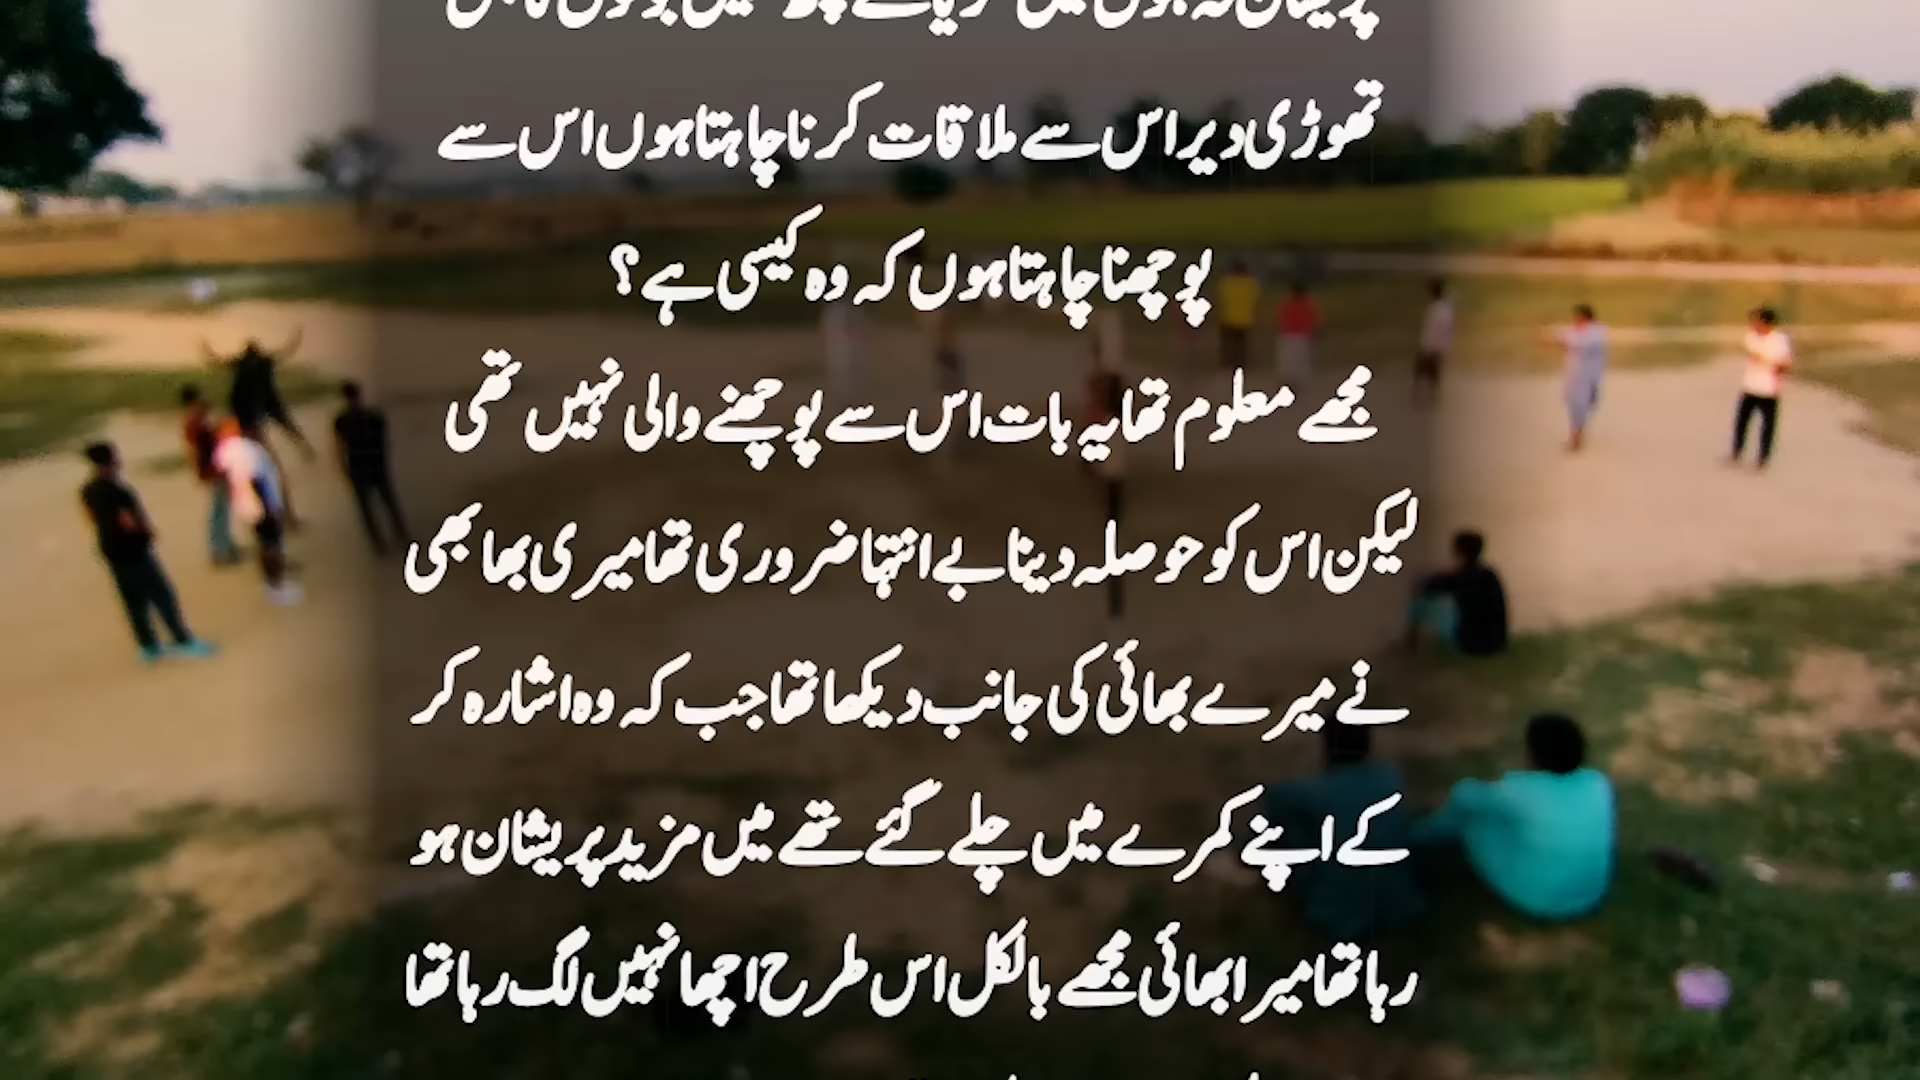 تھوڑی دیر اس سے ملاقات کرنا چاہتا ہوں اس سے
پوچھنا چاہتا ہوں کہ وہ کیسی ہے؟
مجھے معلوم تھا یہ بات اس سے پوچھنے والی نہیں تھی
لیکن اس کو حوصلہ دینا بے انتہا ضروری تھا میری بھابھی
نے میرے بھائی کی جانب دیکھا تھا جب کہ وہ اشارہ کر
کے اپنے کمرے میں چلے گئے تھے میں مزید پریشان ہو
رہا تھا میرا بھائی مجھے بالکل اس طرح اچھا نہیں لگ رہا تھا